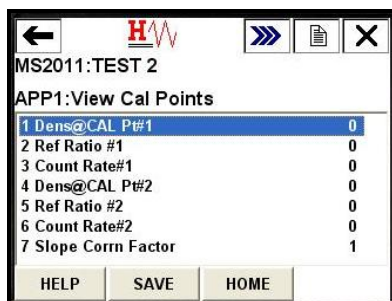 MS2011:TEST 2
APP1:View Cal Points
1 Dens@CAL Pt#1 0
2 Ref Ratio #1 0
3 Count Rate#1 0
4 Dens@CAL Pt#2 0
5 Ref Ratio #2 0
6 Count Rate#2 0
7 Slope Corrn Factor 1
HELP SAVE HOME